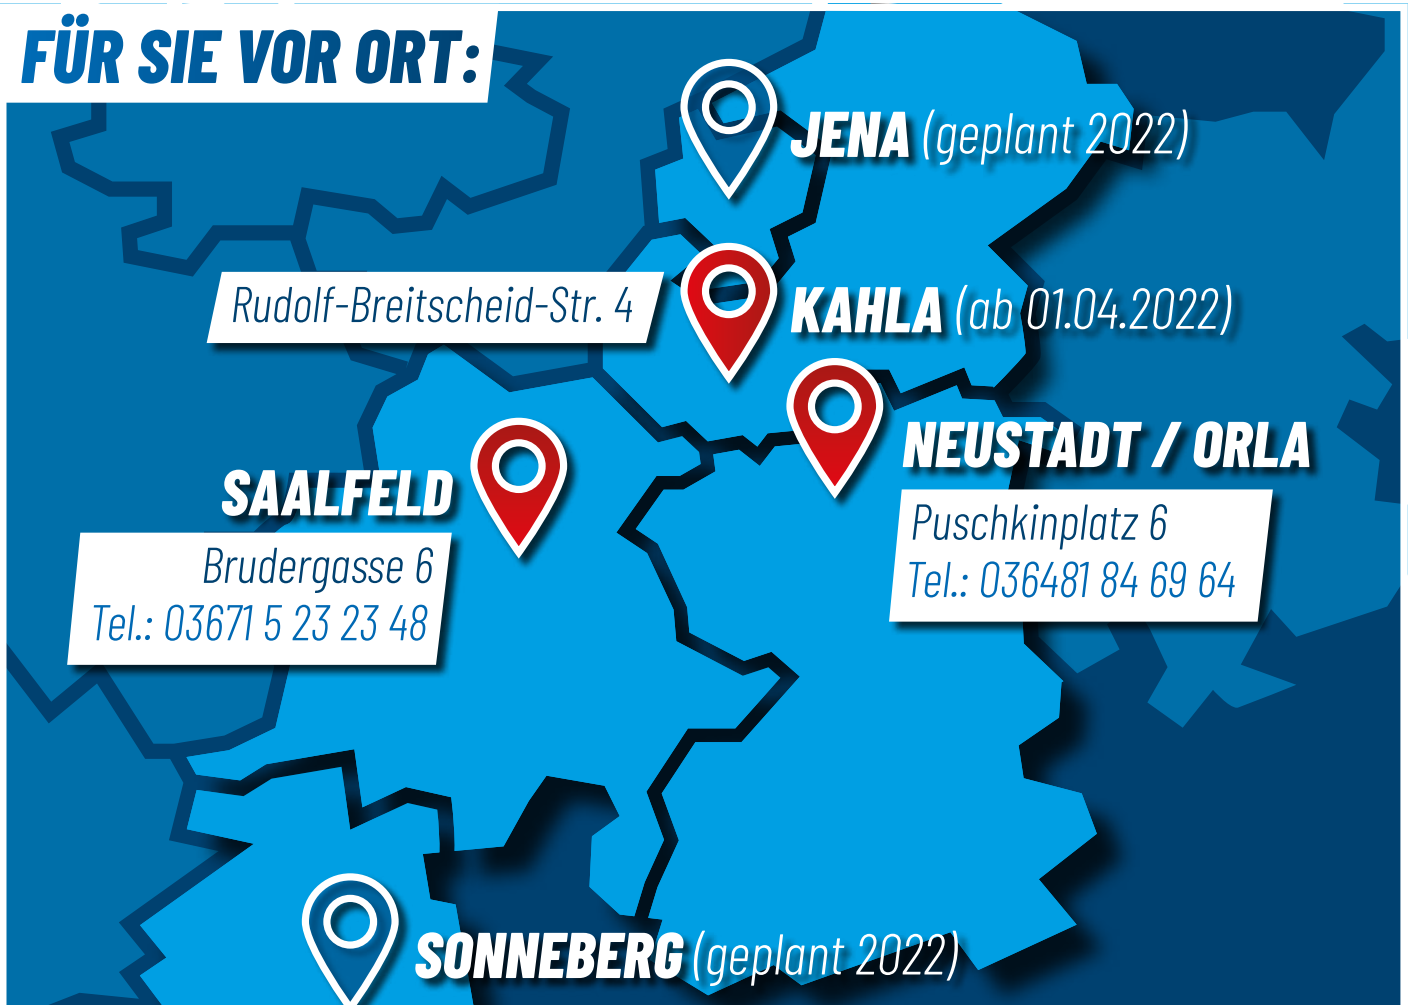 FÜR SIE VOR ORT:
JENA (geplant 2022)
Rudolf-Breitscheid-Str. 4
KAHLA (ab 01.04.2022)
NEUSTADT / ORLA
Puschkinplatz 6
Tel.: 036481 84 69 64
SAALFELD
Brudergasse 6
Tel.: 03671 5 23 23 48
SONNEBERG (geplant 2022)